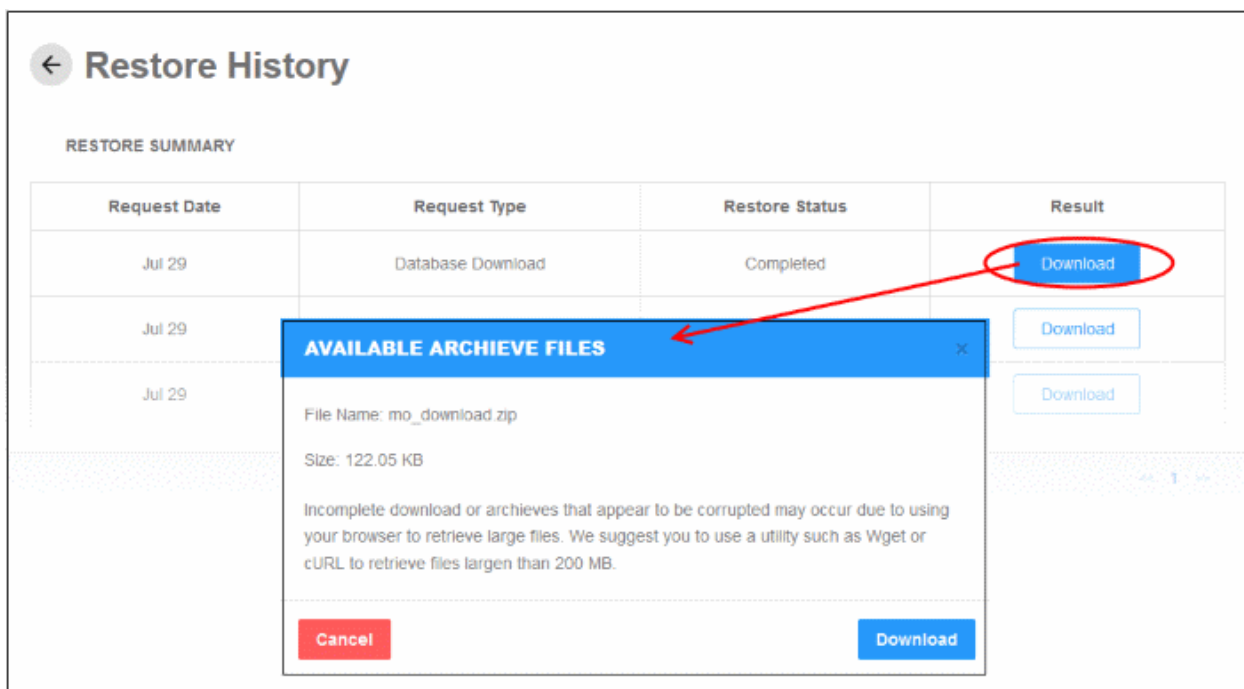 Restore History
RESTORE SUMMARY
Request Date Request Type Restore Status Result
Jul 29 Database Download Completed Download
Jul 29 Download
Jul 29 Download
AVAILABLE ARCHIEVE FILES ×
File Name: mo_download.zip
Size: 122.05 KB
Incomplete download or archieves that appear to be corrupted may occur due to using
your browser to retrieve large files. We suggest you to use a utility such as Wget or
cURL to retrieve files largen than 200 MB.
Cancel Download
<< 1 >>